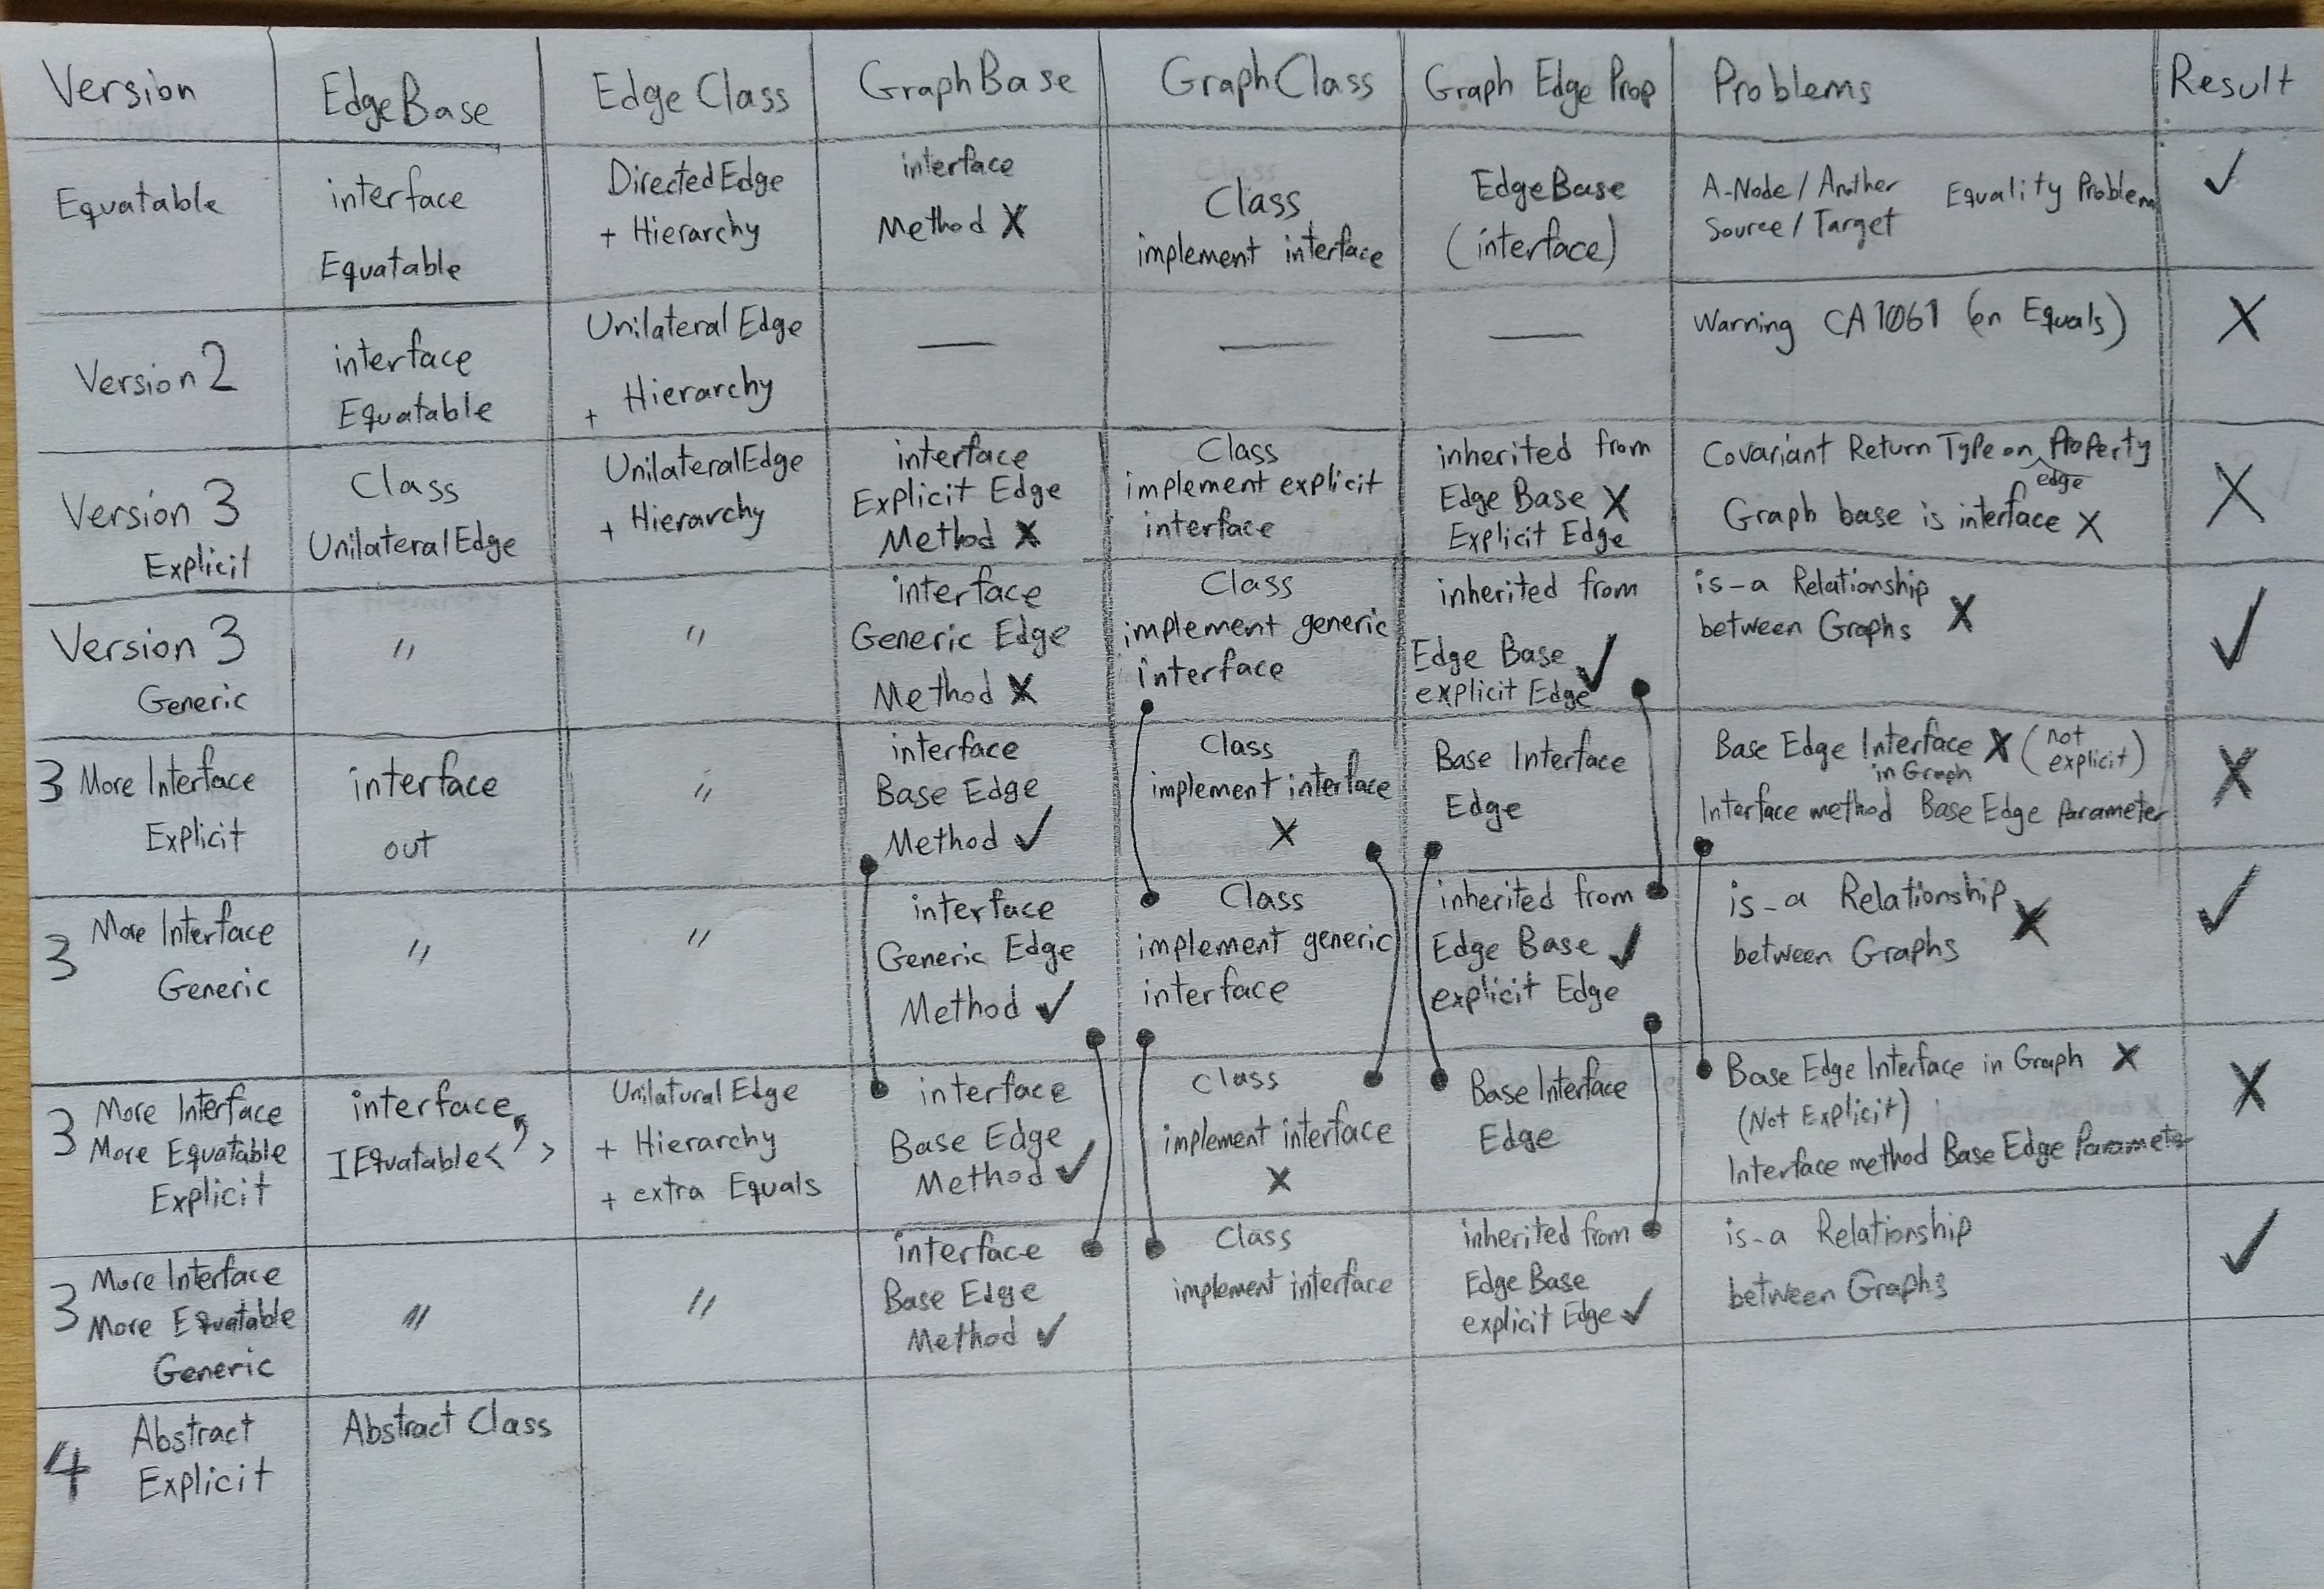 Version
EdgeBase
Edge Class
GraphBase
GraphClass
Graph Edge Prop
Problems
Result
Equatable
interface
Equatable
DirectedEdge
+ Hierarchy
interface
Method X
Class
implement interface
EdgeBase
(interface)
A-Node / Another
Source / Target
Equality Problem
✓
Version 2
interface
Equatable
Unilateral Edge
+ Hierarchy
—
—
—
Warning CA1061 (on Equals)
X
Version 3
Explicit
Class
UnilateralEdge
UnilateralEdge
+ Hierarchy
interface
Explicit Edge
Method X
Class
implement explicit
interface
inherited from
Edge Base X
Explicit Edge
Covariant Return Type on Property
edge
Graph base is interface X
X
Version 3
Generic
"
"
interface
Generic Edge
Method X
Class
implement generic
interface
inherited from
Edge Base ✓
explicit Edge
is-a Relationship
between Graphs X
✓
3 More Interface
Explicit
interface
out
"
interface
Base Edge
Method ✓
Class
implement interface
X
Base Interface
Edge
Base Edge Interface X (not explicit)
in Graph
Interface method Base Edge Parameter
X
3 More Interface
Generic
"
"
interface
Generic Edge
Method ✓
Class
implement generic
interface
inherited from
Edge Base ✓
explicit Edge
is-a Relationship X
between Graphs
✓
3 More Interface
More Equatable
Explicit
interface
IEquatable< >
Unilatural Edge
+ Hierarchy
+ extra Equals
interface
Base Edge
Method ✓
Class
implement interface
X
Base Interface
Edge
Base Edge Interface in Graph X
(Not Explicit)
Interface method Base Edge Parameter
X
3 More Interface
More Equatable
Generic
"
"
interface
Base Edge
Method ✓
Class
implement interface
inherited from
Edge Base
explicit Edge ✓
is-a Relationship
between Graphs
✓
4 Abstract
Explicit
Abstract Class